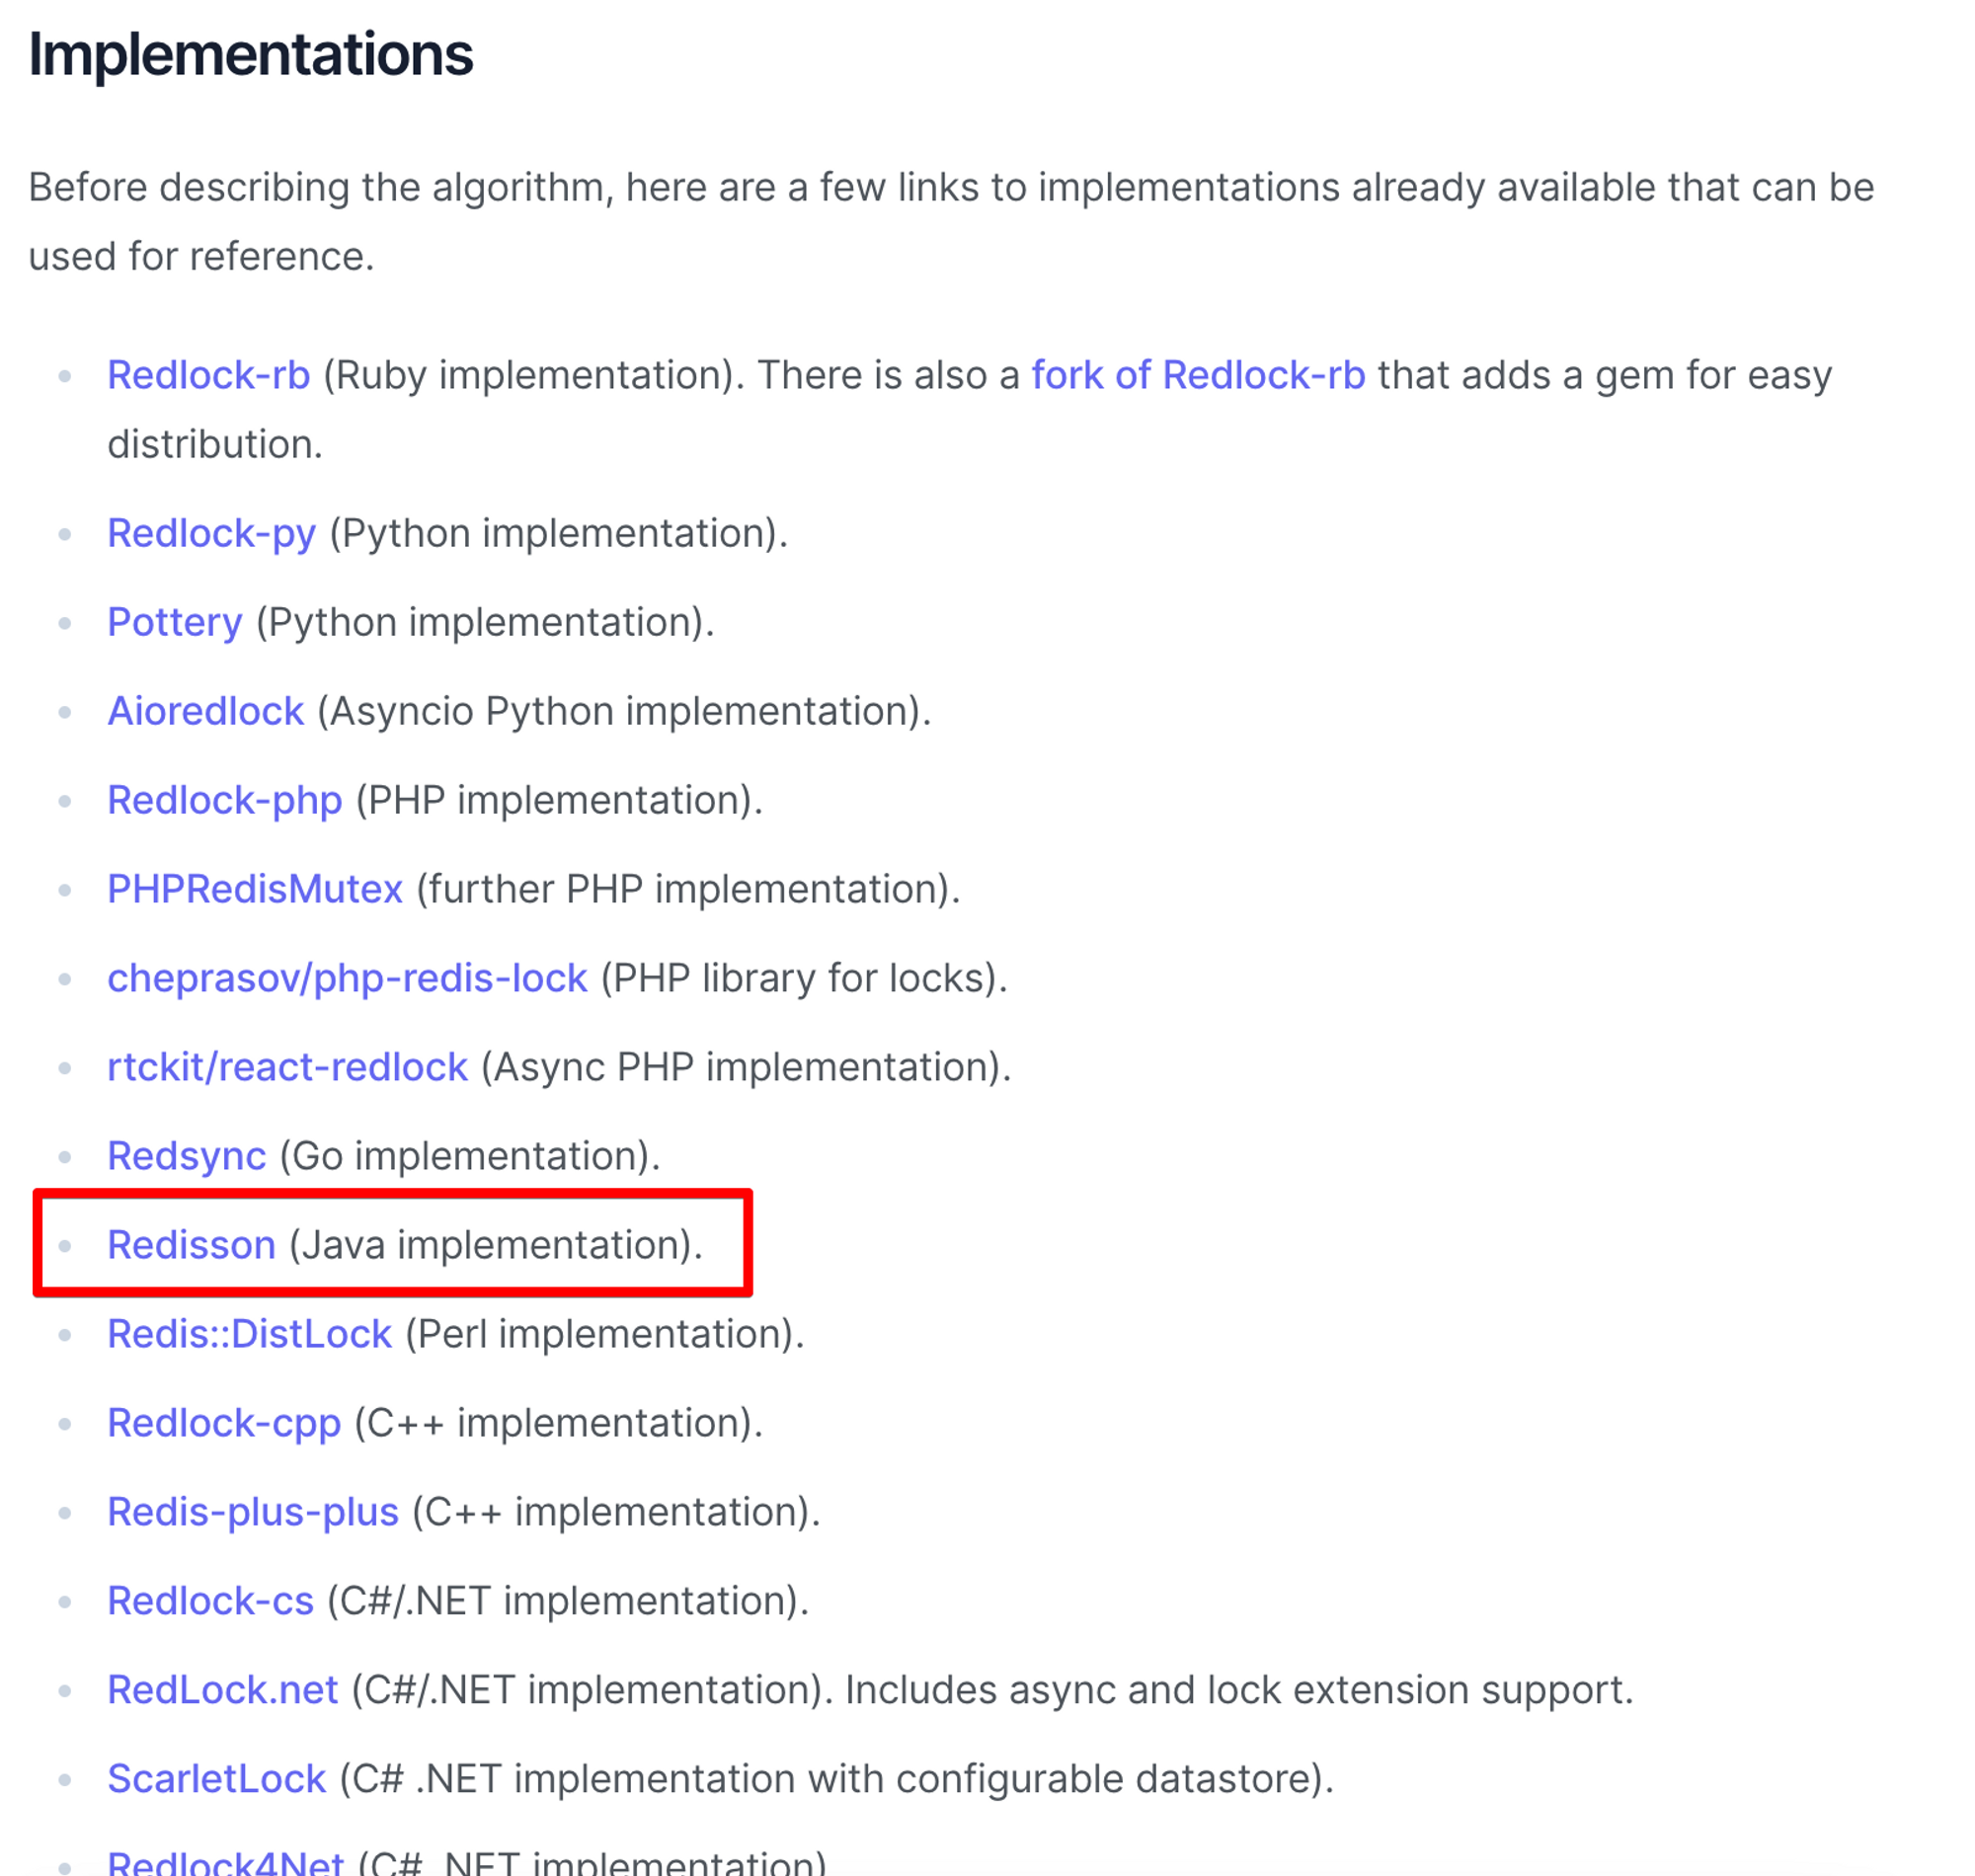 Implementations
Before describing the algorithm, here are a few links to implementations already available that can be
used for reference.
Redlock-rb (Ruby implementation). There is also a fork of Redlock-rb that adds a gem for easy
distribution.
Redlock-py (Python implementation).
Pottery (Python implementation).
Aioredlock (Asyncio Python implementation).
Redlock-php (PHP implementation).
PHPRedisMutex (further PHP implementation).
cheprasov/php-redis-lock (PHP library for locks).
rtckit/react-redlock (Async PHP implementation).
Redsync (Go implementation).
Redisson (Java implementation).
Redis::DistLock (Perl implementation).
Redlock-cpp (C++ implementation).
Redis-plus-plus (C++ implementation).
Redlock-cs (C#/.NET implementation).
RedLock.net (C#/.NET implementation). Includes async and lock extension support.
ScarletLock (C# .NET implementation with configurable datastore).
Redlock4Net (C# .NET implementation)